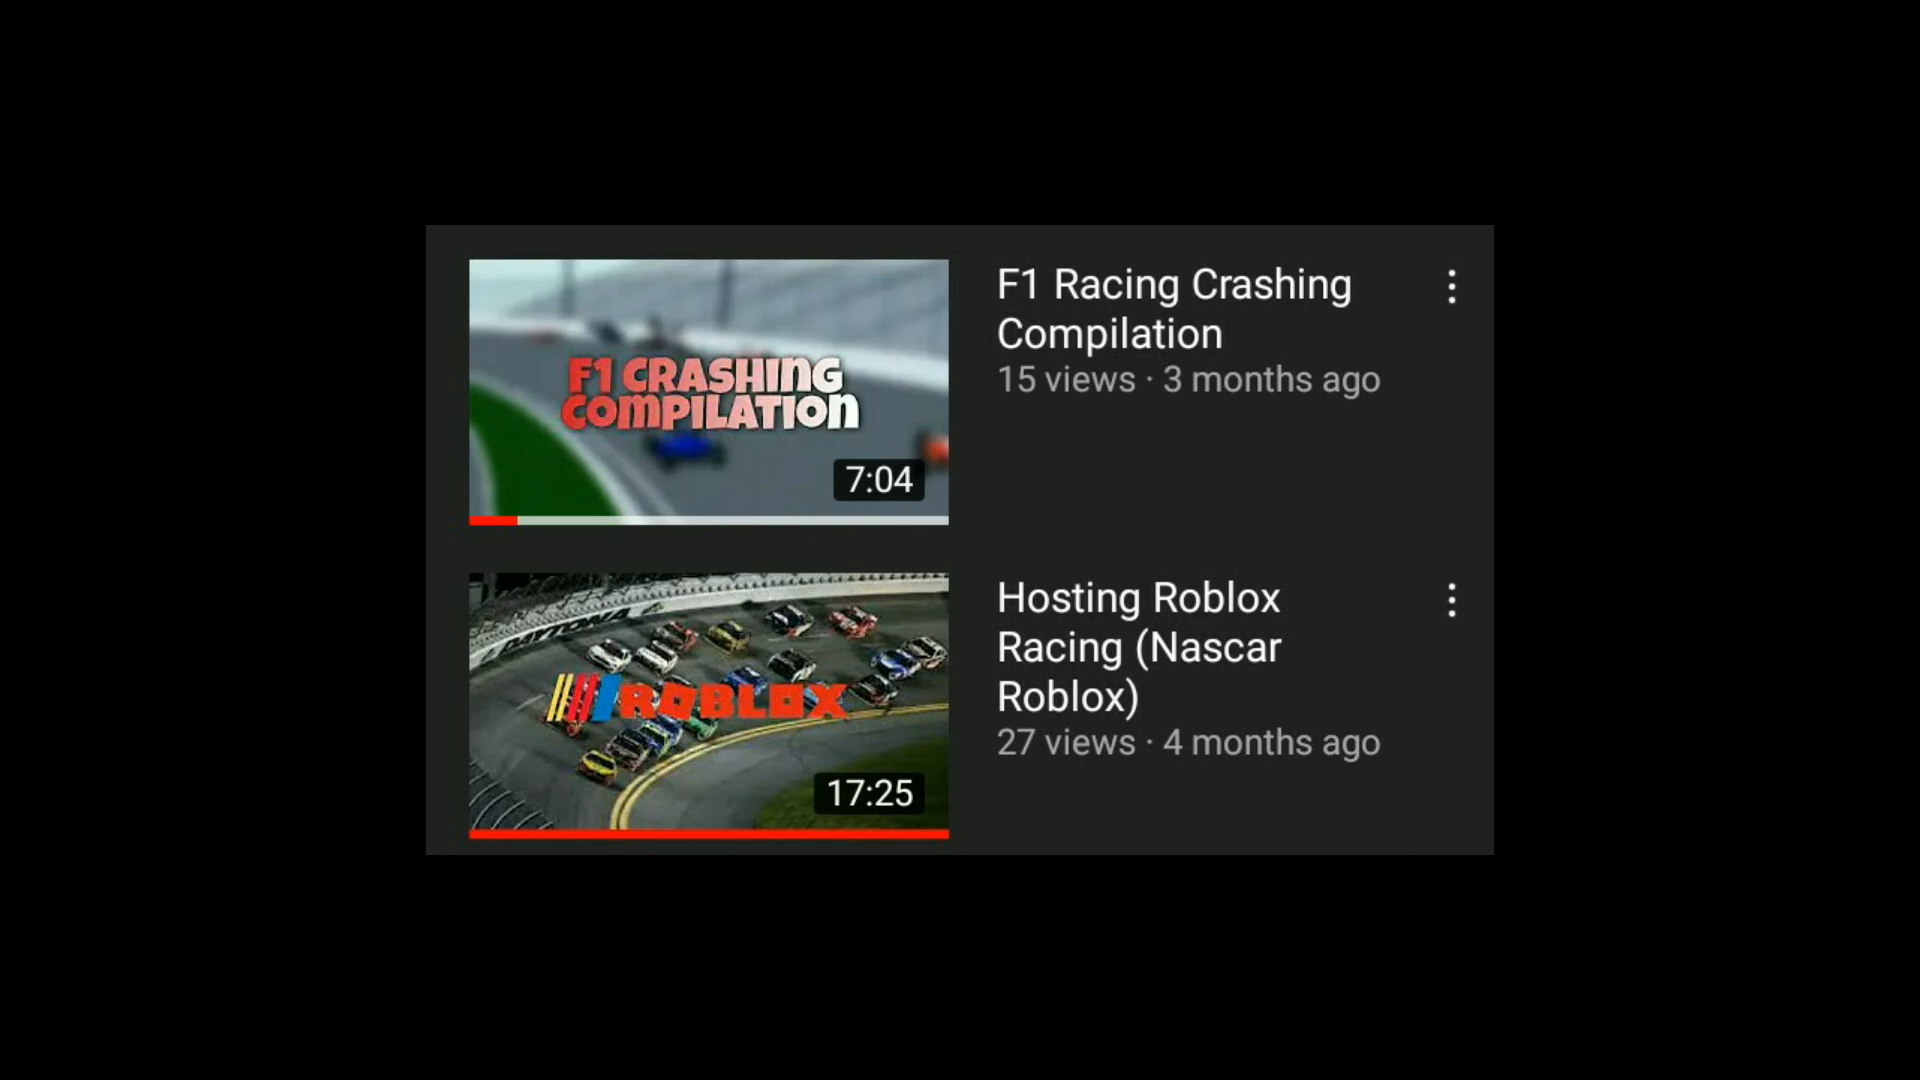 F1 CRASHING
COMPILATION
7:04
F1 Racing Crashing
Compilation
15 views · 3 months ago
DAYTONA
ROBLOX
17:25
Hosting Roblox
Racing (Nascar
Roblox)
27 views · 4 months ago